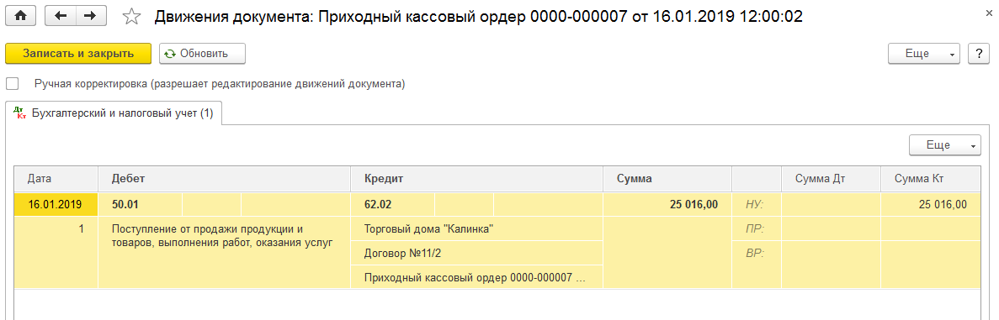 Движения документа: Приходный кассовый ордер 0000-000007 от 16.01.2019 12:00:02
Записать и закрыть Обновить Еще ?
Ручная корректировка (разрешает редактирование движений документа)
Дт Кт Бухгалтерский и налоговый учет (1)
Еще
Дата Дебет Кредит Сумма Сумма Дт Сумма Кт
16.01.2019 50.01 62.02 25 016,00 НУ: 25 016,00
1 Поступление от продажи продукции и Торговый дома "Калинка" ПР:
товаров, выполнения работ, оказания услуг
Договор №11/2 ВР:
Приходный кассовый ордер 0000-000007 ...